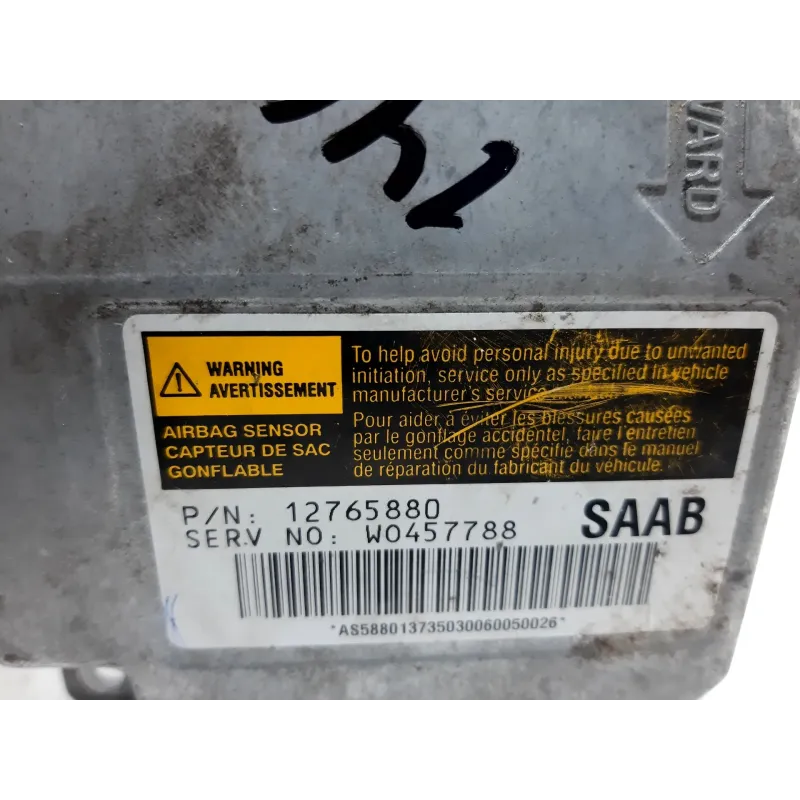 WARD
WARNING
AVERTISSEMENT
AIRBAG SENSOR
CAPTEUR DE SAC
GONFLABLE
To help avoid personal injury due to unwanted
initiation, service only as specified in vehicle
manufacturer's service
Pour aider à éviter les blessures causées
par le gonflage accidentel, faire l'entretien
seulement comme spécifié dans le manuel
de réparation du fabricant du véhicule.
P/N: 12765880
SERV NO: W0457788
SAAB
*AS588013735030060050026*